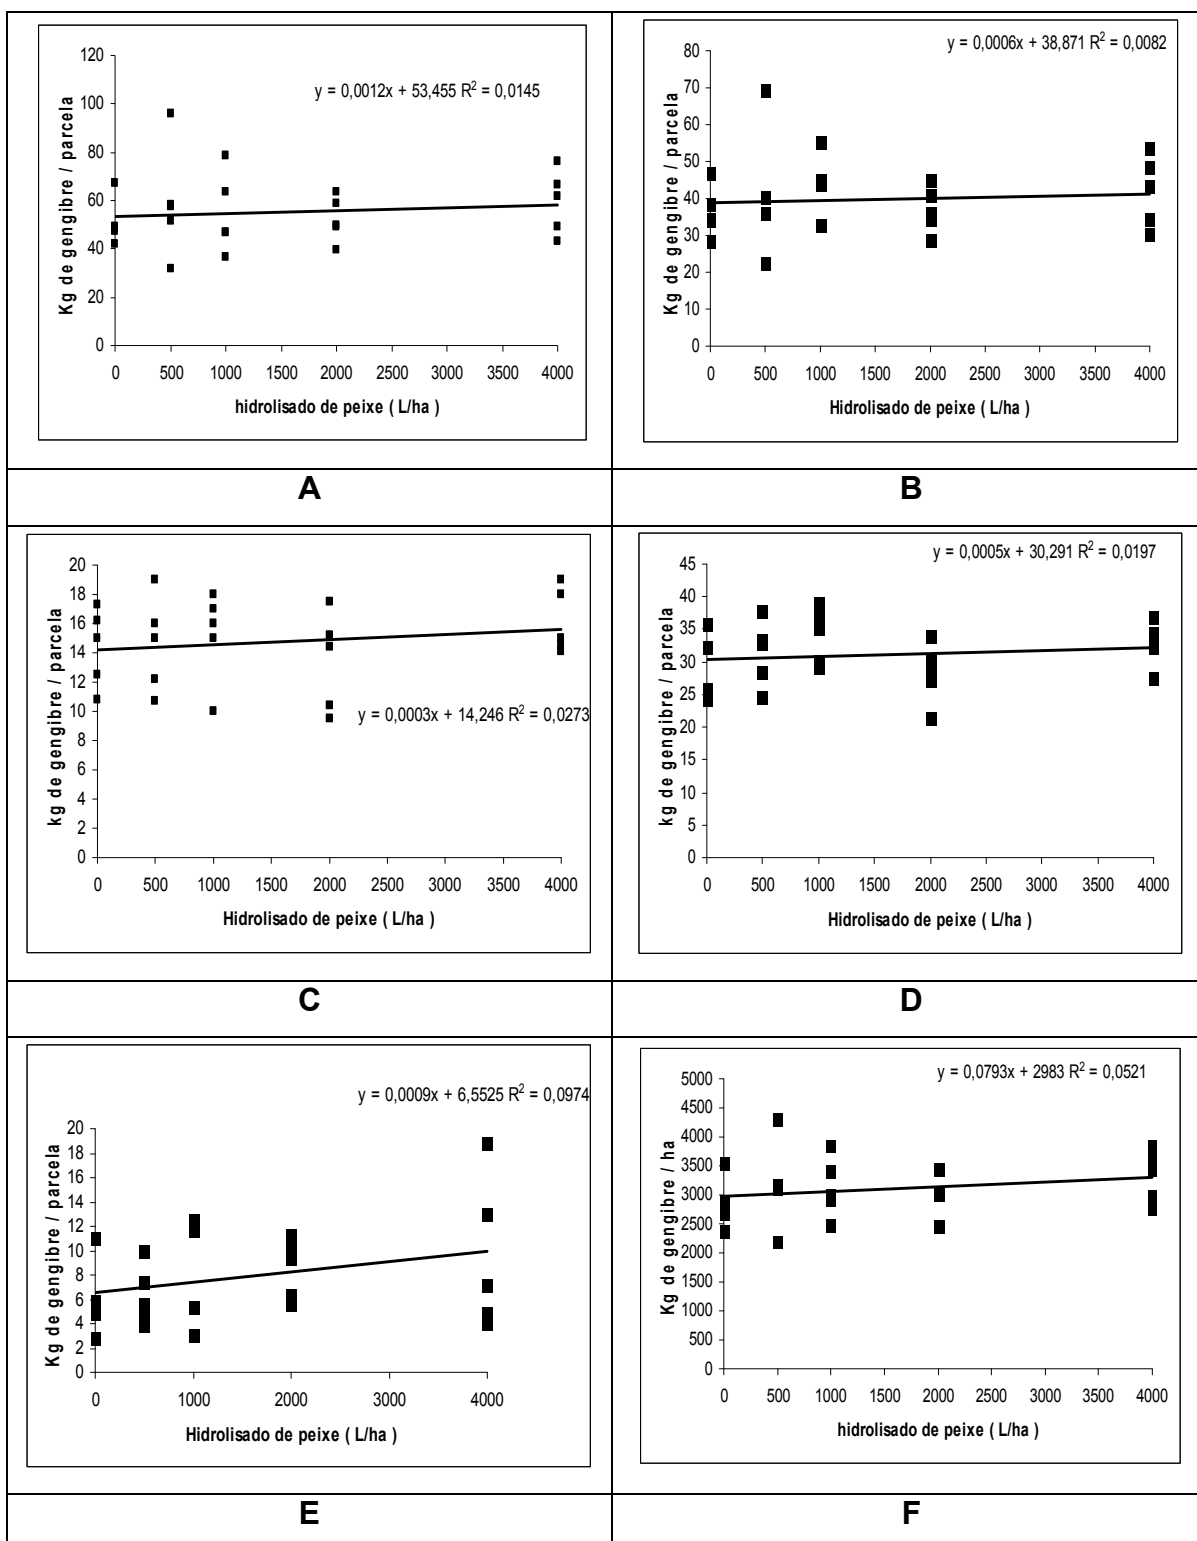 y = 0,0012x + 53,455 R² = 0,0145
Kg de gengibre / parcela
120
100
80
60
40
20
0
0 500 1000 1500 2000 2500 3000 3500 4000
hidrolisado de peixe ( L/ha )
y = 0,0006x + 38,871 R² = 0,0082
Kg de gengibre / parcela
80
70
60
50
40
30
20
10
0
0 500 1000 1500 2000 2500 3000 3500 4000
Hidrolisado de peixe ( L/ha )
A
B
kg de gengibre / parcela
20
18
16
14
12
10
8
6
4
2
0
y = 0,0003x + 14,246 R² = 0,0273
0 500 1000 1500 2000 2500 3000 3500 4000
Hidrolisado de peixe ( L/ha )
y = 0,0005x + 30,291 R² = 0,0197
kg de gengibre / parcela
45
40
35
30
25
20
15
10
5
0
0 500 1000 1500 2000 2500 3000 3500 4000
Hidrolisado de peixe ( L/ha )
C
D
y = 0,0009x + 6,5525 R² = 0,0974
Kg de gengibre / parcela
20
18
16
14
12
10
8
6
4
2
0
0 1000 2000 3000 4000
Hidrolisado de peixe ( L/ha )
y = 0,0793x + 2983 R² = 0,0521
Kg de gengibre / ha
5000
4500
4000
3500
3000
2500
2000
1500
1000
500
0
0 500 1000 1500 2000 2500 3000 3500 4000
hidrolisado de peixe ( L/ha )
E
F